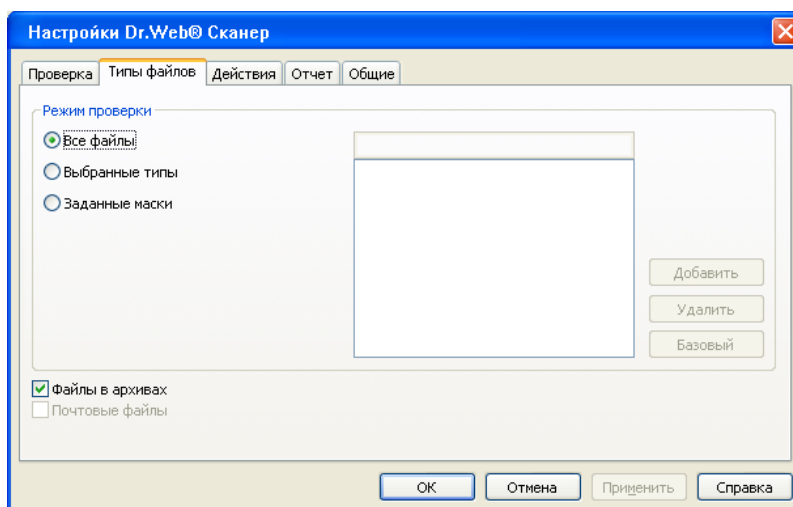 Настройки Dr.Web® Сканер
Проверка Типы файлов Действия Отчет Общие
Режим проверки
Все файлы
Выбранные типы
Заданные маски
Добавить
Удалить
Базовый
Файлы в архивах
Почтовые файлы
ОК Отмена Применить Справка